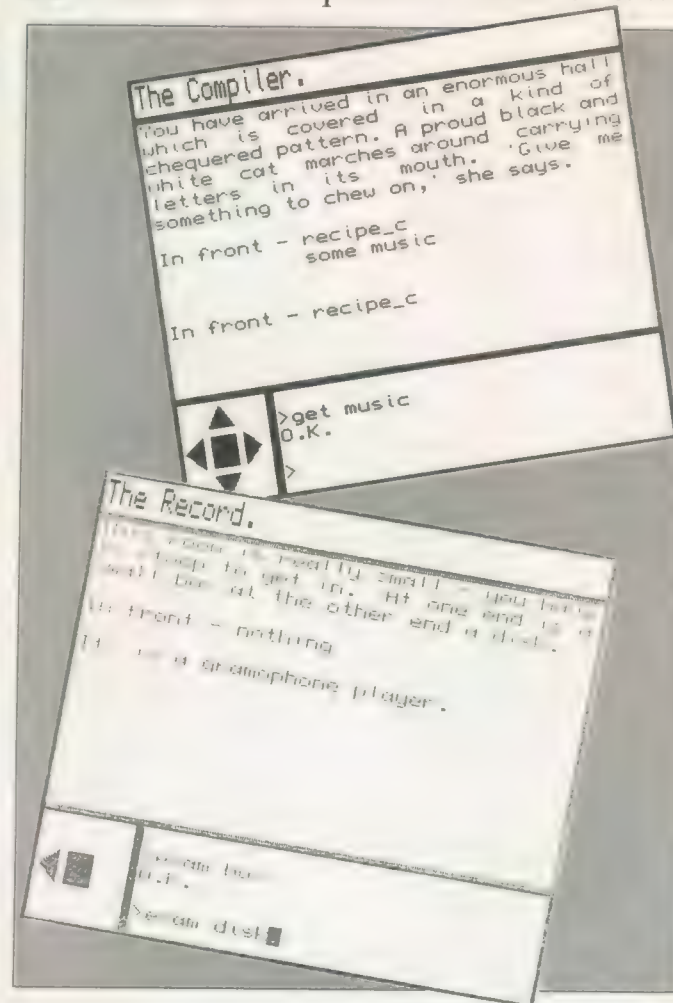 The Compiler.
You have arrived in an enormous hall
which is covered in a kind of
chequered pattern. A proud black and
white cat marches around carrying
letters in its mouth. 'Give me
something to chew on,' she says.
In front - recipe_c
some music
In front - recipe_c
>get music
O.K.
>
The Record.
This room is really small - you have
to get in. At one end is a
but at the other end a disk.
In front - nothing
It is a gramophone player.
O.K.
>exam disk